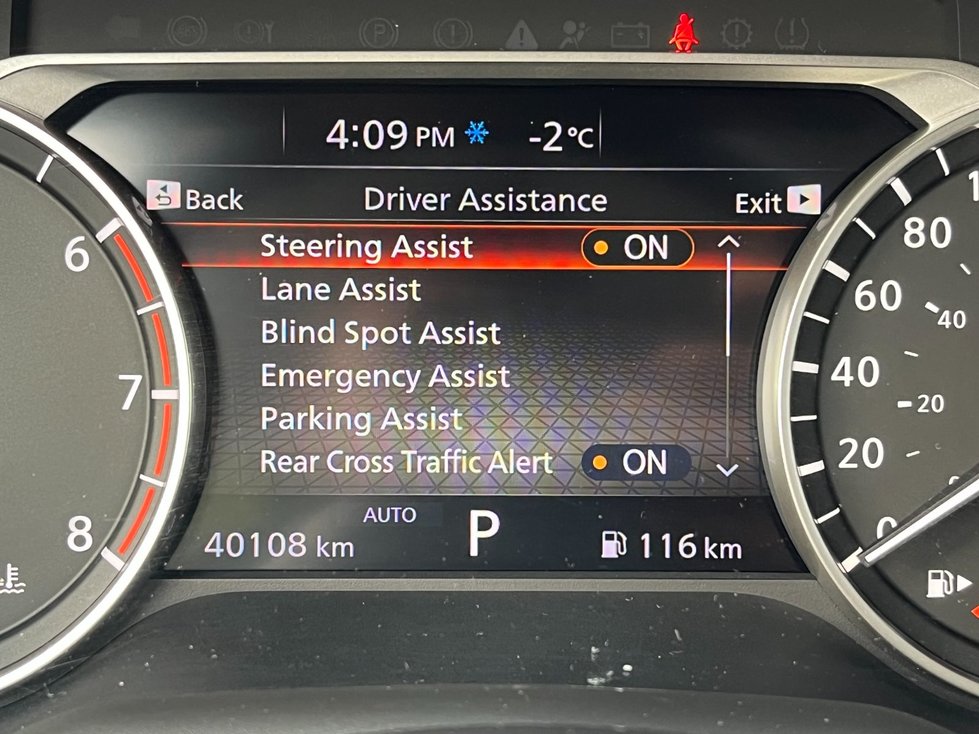 4:09 PM -2°C
Back Driver Assistance Exit
Steering Assist ON
Lane Assist
Blind Spot Assist
Emergency Assist
Parking Assist
Rear Cross Traffic Alert ON
AUTO
40108 km P 116 km
6
7
8
80
60
40
40
20
20
0